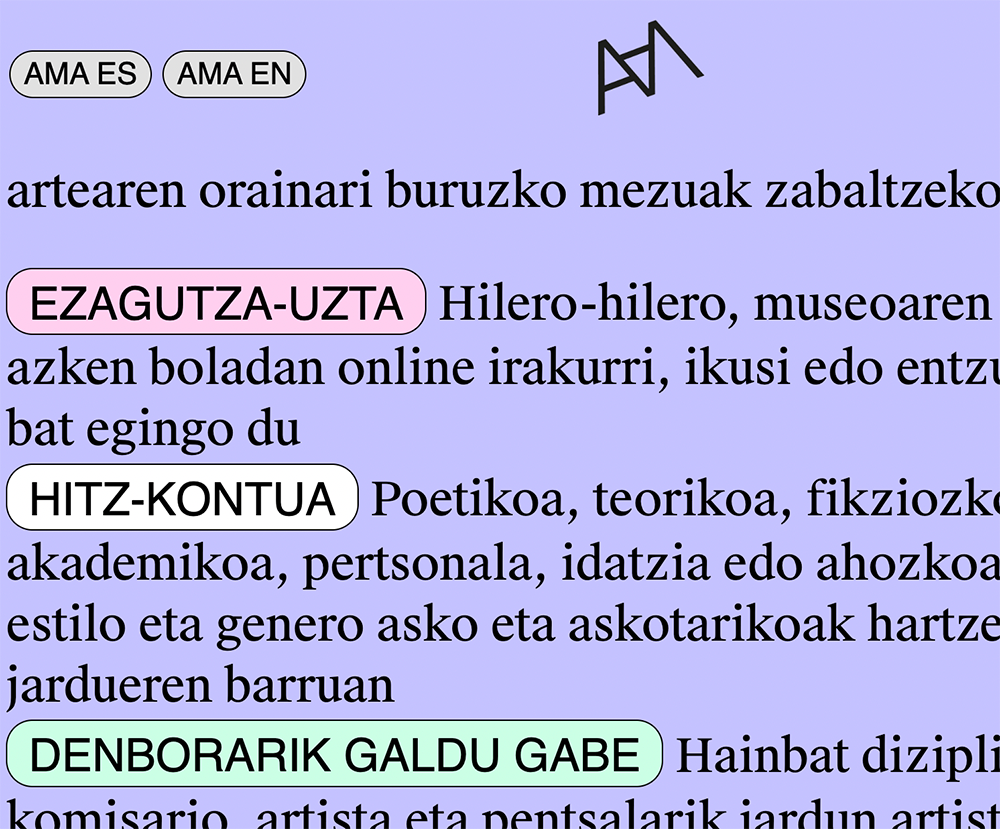 AMA ES AMA EN
artearen orainari buruzko mezuak zabaltzeko
EZAGUTZA-UZTA Hilero-hilero, museoaren
azken boladan online irakurri, ikusi edo entzu
bat egingo du
HITZ-KONTUA Poetikoa, teorikoa, fikziozko
akademikoa, pertsonala, idatzia edo ahozkoa
estilo eta genero asko eta askotarikoak hartze
jardueren barruan
DENBORARIK GALDU GABE Hainbat dizipli
komisario, artista eta pentsalarik jardun artist